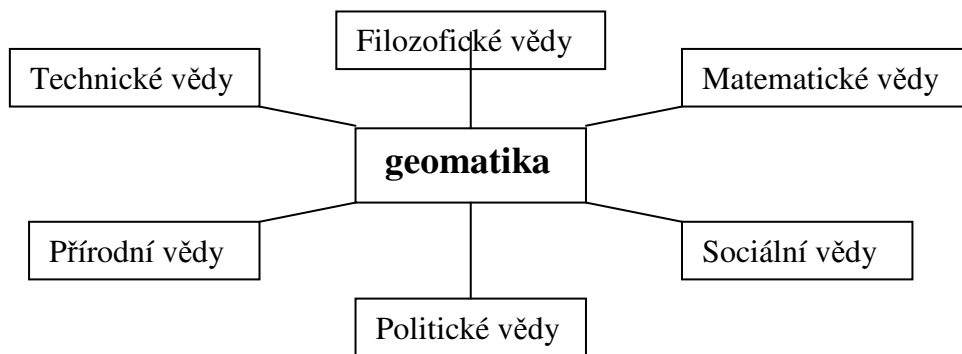 Filozofické vědy
Technické vědy
Matematické vědy
geomatika
Přírodní vědy
Sociální vědy
Politické vědy